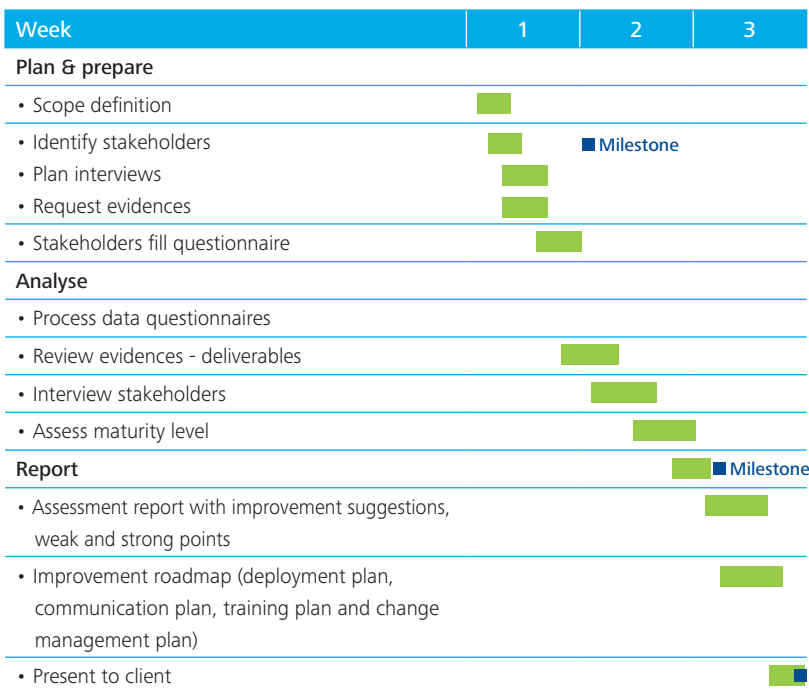 Week 1 2 3
Plan & prepare
• Scope definition
• Identify stakeholders Milestone
• Plan interviews
• Request evidences
• Stakeholders fill questionnaire
Analyse
• Process data questionnaires
• Review evidences - deliverables
• Interview stakeholders
• Assess maturity level
Report Milestone
• Assessment report with improvement suggestions,
weak and strong points
• Improvement roadmap (deployment plan,
communication plan, training plan and change
management plan)
• Present to client